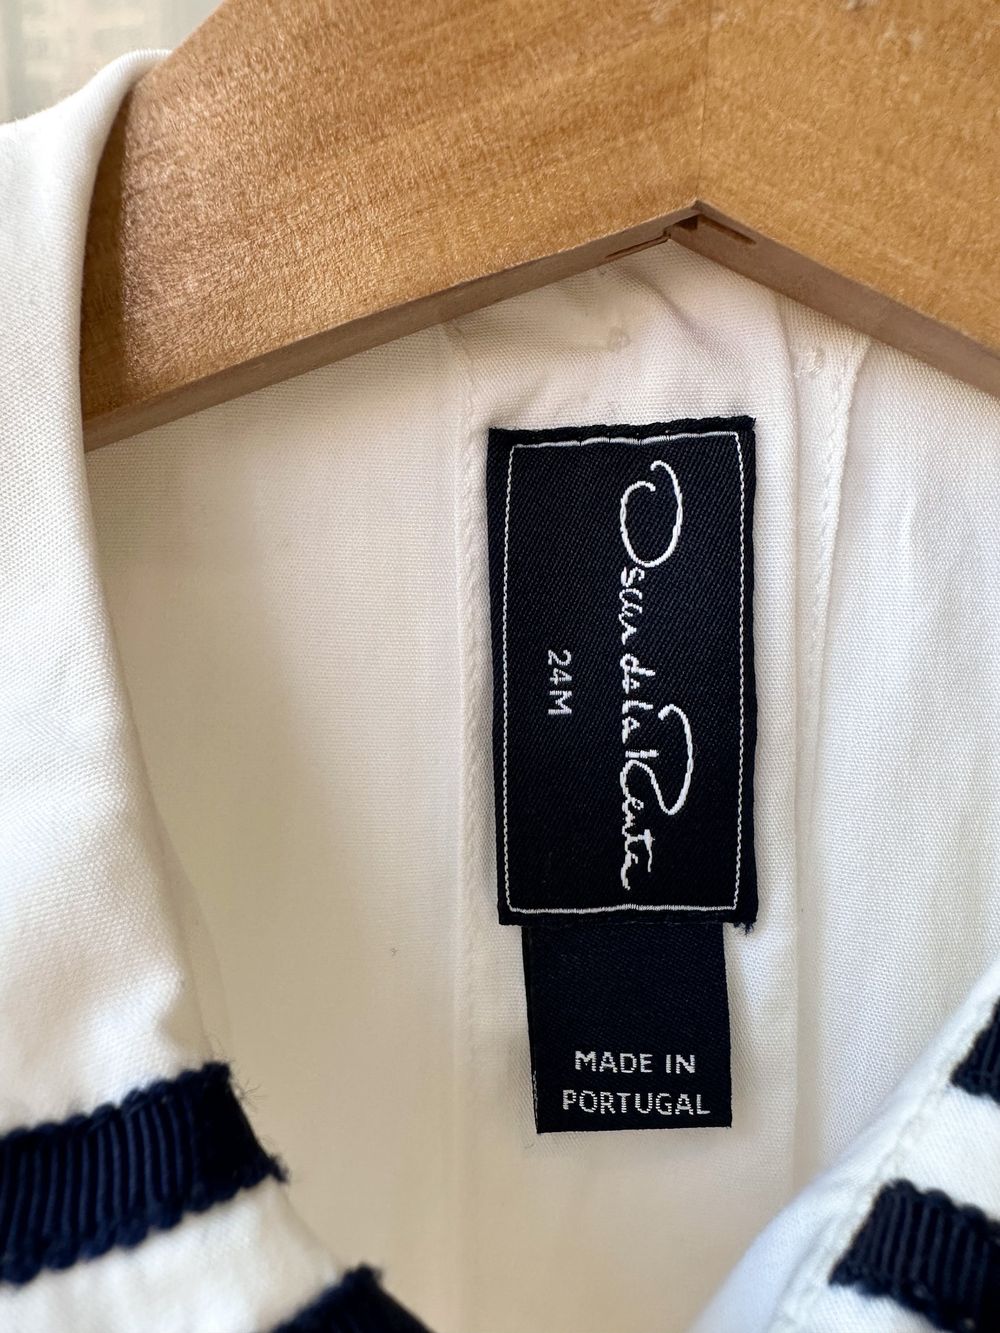 Oscar de la Renta
24M
MADE IN
PORTUGAL